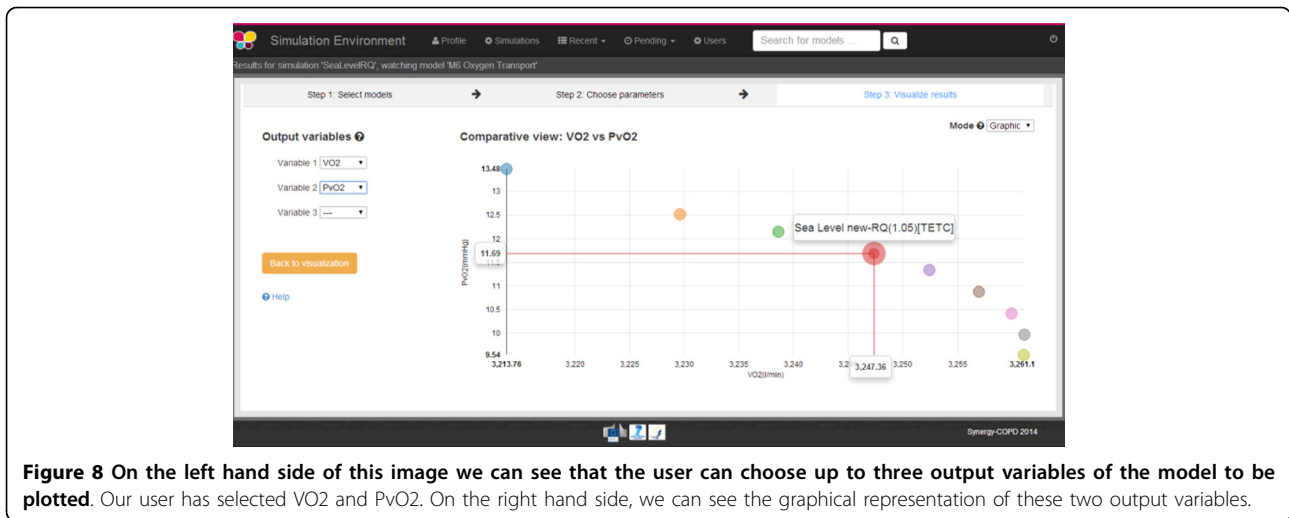 Simulation Environment
Profile
Simulations
Recent
Pending
Users
Search for models ...
Results for simulation 'SeaLevelRQ', watching model 'M6 Oxygen Transport'
Step 1: Select models
Step 2: Choose parameters
Step 3: Visualize results
Mode
Graphic
Output variables
Variable 1 VO2
Variable 2 PvO2
Variable 3 ---
Back to visualization
Help
Comparative view: VO2 vs PvO2
PvO2(mmHg)
13.48
13
12.5
12
11.69
11
10.5
10
9.54
Sea Level new-RQ(1.05)[TETC]
3,213.76
3,220
3,225
3,230
3,235
3,240
3,247.36
3,250
3,255
3,261.1
VO2(l/min)
Synergy-COPD 2014
Figure 8 On the left hand side of this image we can see that the user can choose up to three output variables of the model to be
plotted. Our user has selected VO2 and PvO2. On the right hand side, we can see the graphical representation of these two output variables.